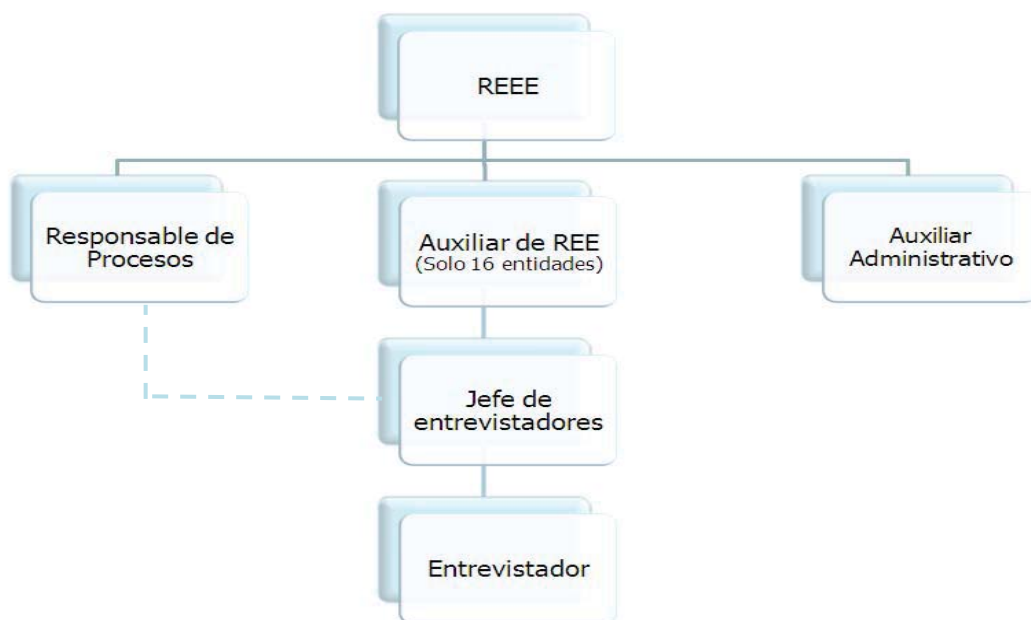 REEE
Responsable de
Procesos
Auxiliar de REE
(Solo 16 entidades)
Auxiliar
Administrativo
Jefe de
entrevistadores
Entrevistador